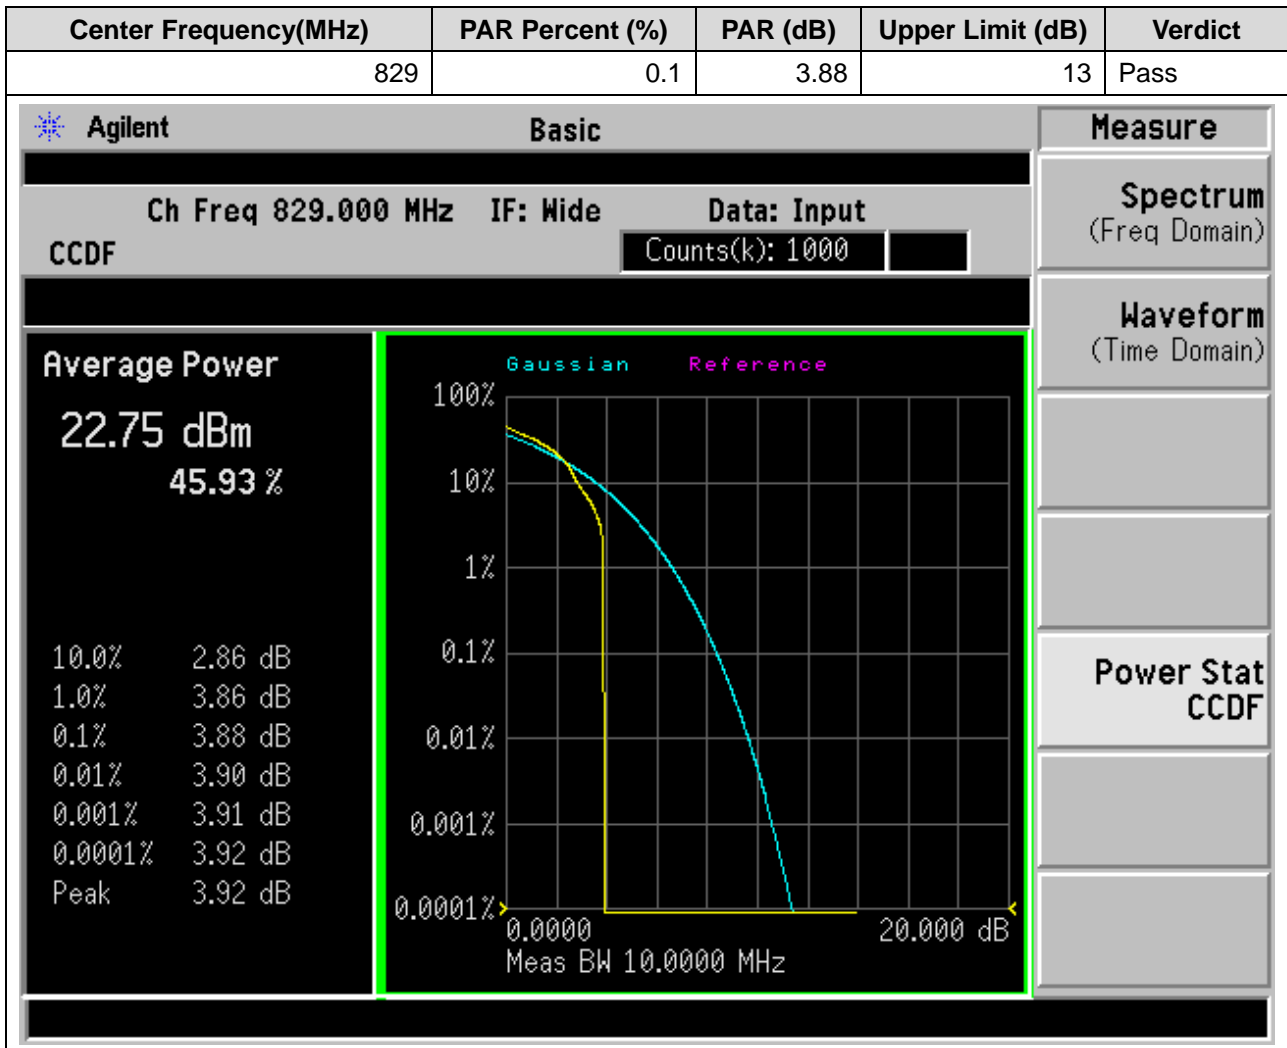 Center Frequency(MHz) PAR Percent (%) PAR (dB) Upper Limit (dB) Verdict
829 0.1 3.88 13 Pass
Agilent Basic Measure
Ch Freq 829.000 MHz IF: Wide Data: Input
CCDF Counts(k): 1000
Average Power
22.75 dBm
45.93 %
10.0% 2.86 dB
1.0% 3.86 dB
0.1% 3.88 dB
0.01% 3.90 dB
0.001% 3.91 dB
0.0001% 3.92 dB
Peak 3.92 dB
Gaussian Reference
100%
10%
1%
0.1%
0.01%
0.001%
0.0001%
0.0000 20.000 dB
Meas BW 10.0000 MHz
Spectrum
(Freq Domain)
Waveform
(Time Domain)
Power Stat
CCDF